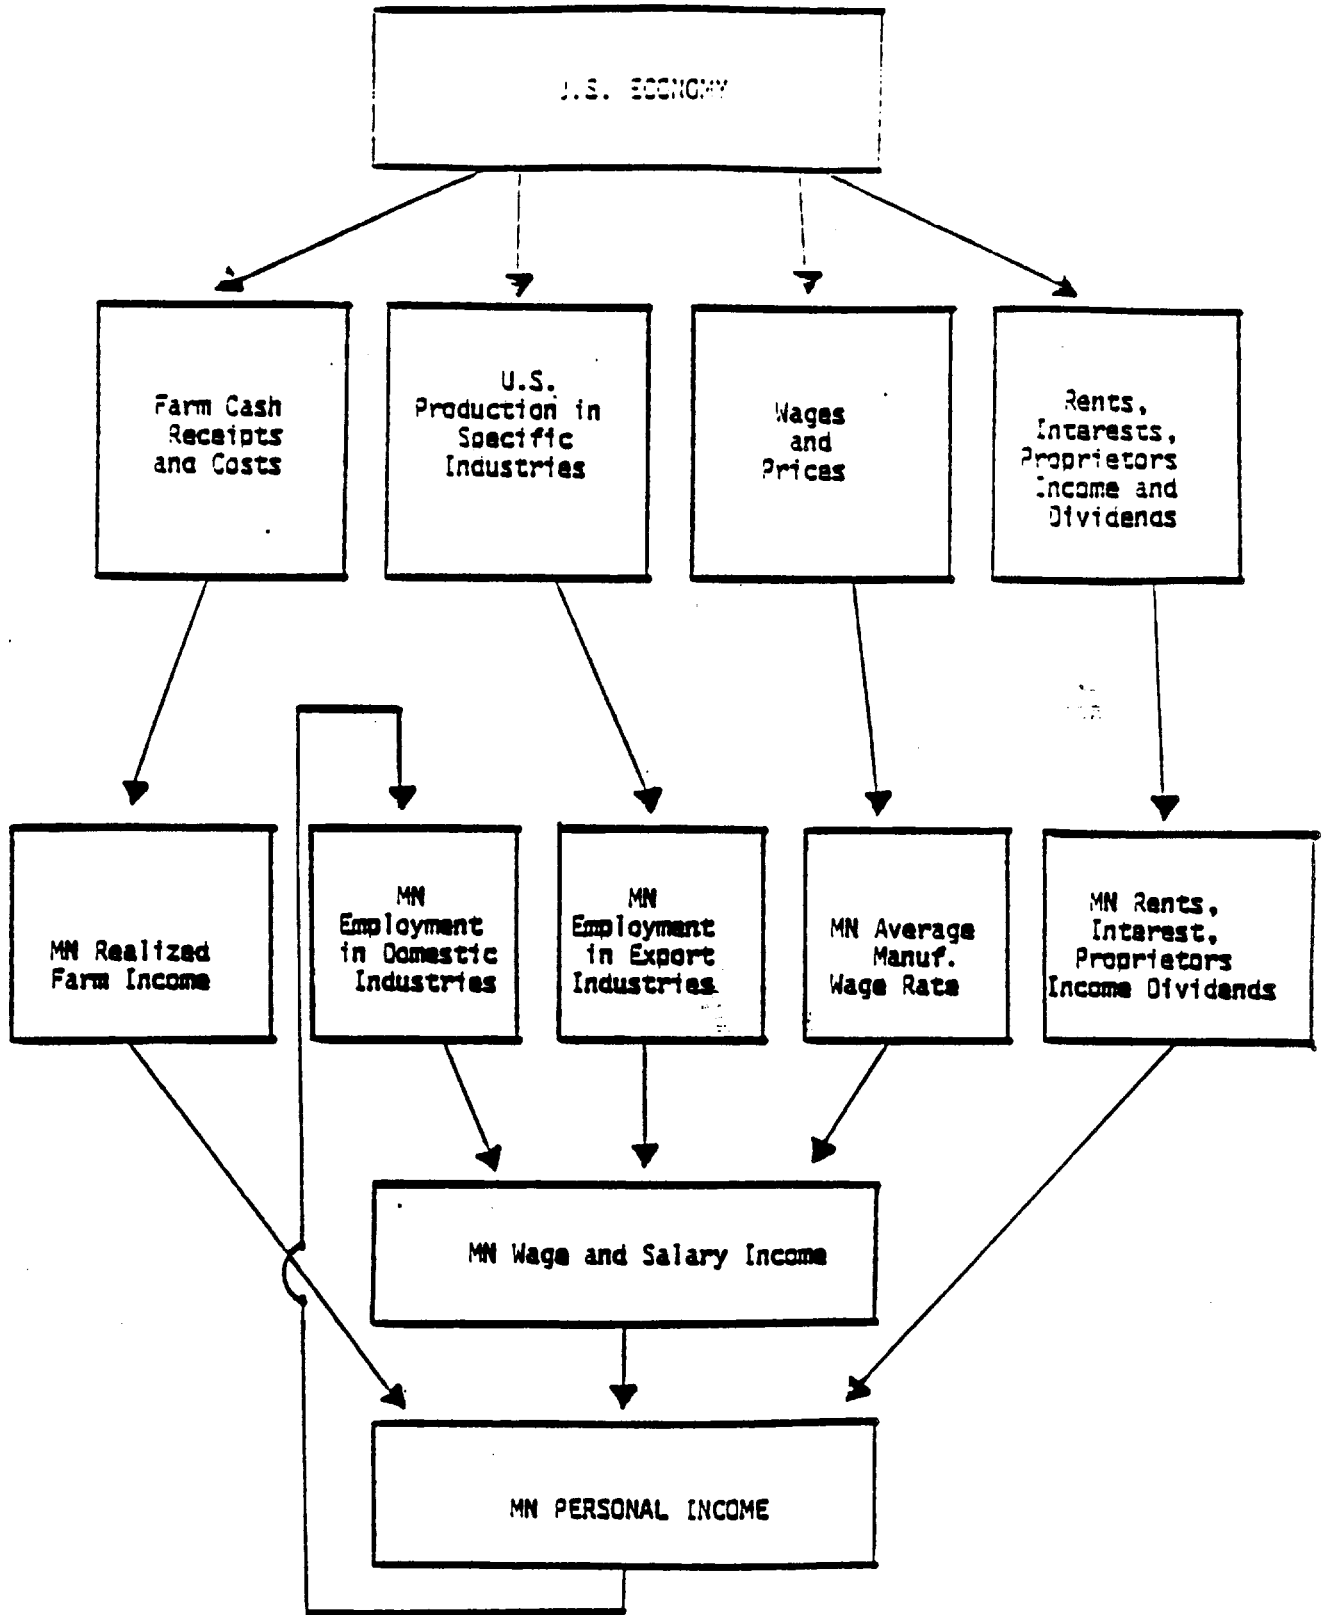 U.S. ECONOMY
Farm Cash
Receipts
and Costs
U.S.
Production in
Specific
Industries
Wages
and
Prices
Rents,
Interests,
Proprietors
Income and
Dividends
MN Realized
Farm Income
MN
Employment
in Domestic
Industries
MN
Employment
in Export
Industries
MN Average
Manuf.
Wage Rate
MN Rents,
Interest,
Proprietors
Income Dividends
MN Wage and Salary Income
MN PERSONAL INCOME